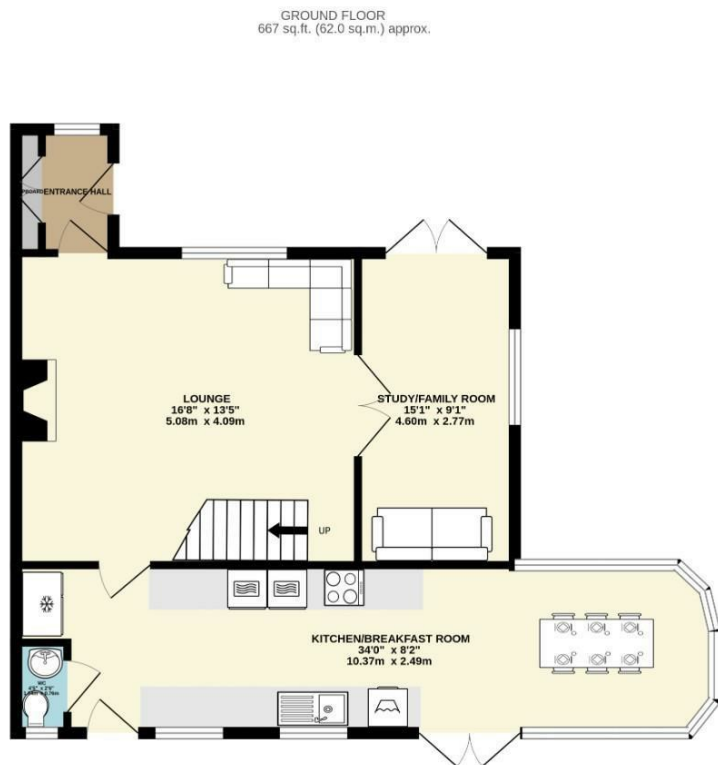 GROUND FLOOR
667 sq.ft. (62.0 sq.m.) approx.
ENTRANCE HALL
LOUNGE
16'8" x 13'5"
5.08m x 4.09m
STUDY/FAMILY ROOM
15'1" x 9'1"
4.60m x 2.77m
UP
KITCHEN/BREAKFAST ROOM
34'0" x 8'2"
10.37m x 2.49m
WC